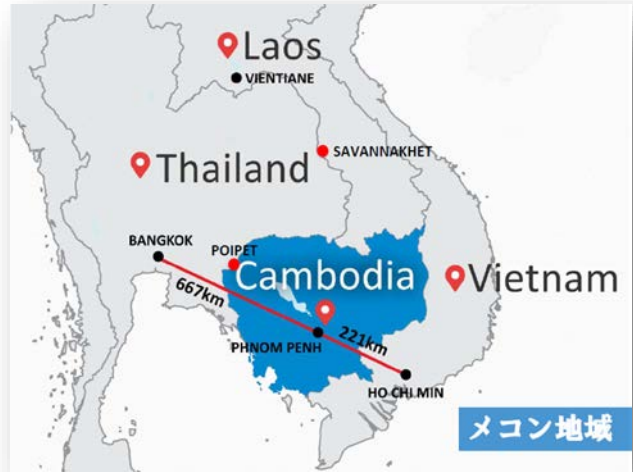 Laos
VIENTIANE
SAVANNAKHET
Thailand
BANGKOK
POIPET
Cambodia
Vietnam
667km
221km
PHNOM PENH
HO CHI MIN
メコン地域